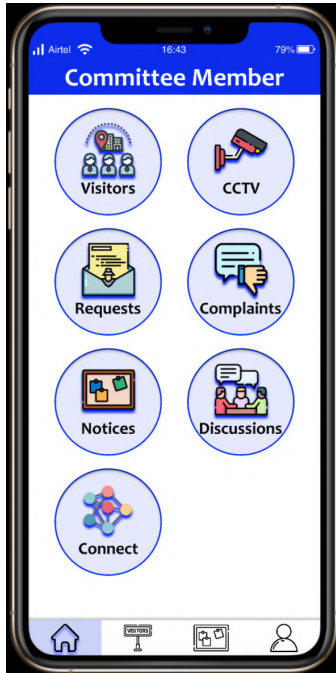 Airtel 16:43 79%
Committee Member
Visitors CCTV
Requests Complaints
Notices Discussions
Connect
VISITORS